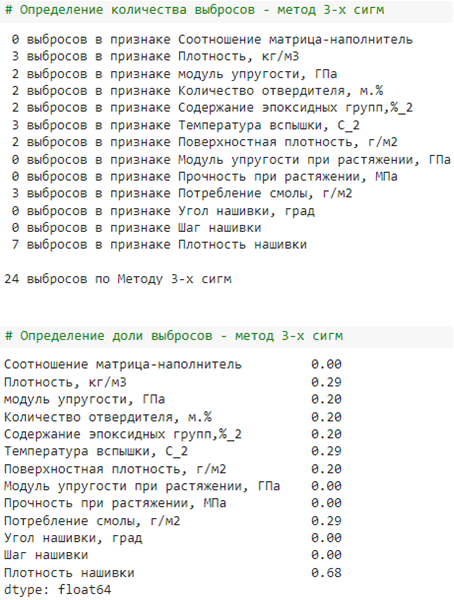 # Определение количества выбросов - метод 3-х сигм
0 выбросов в признаке Соотношение матрица-наполнитель
3 выбросов в признаке Плотность, кг/м3
2 выбросов в признаке модуль упругости, ГПа
2 выбросов в признаке Количество отвердителя, м.%
2 выбросов в признаке Содержание эпоксидных групп,%_2
3 выбросов в признаке Температура вспышки, С_2
2 выбросов в признаке Поверхностная плотность, г/м2
0 выбросов в признаке Модуль упругости при растяжении, ГПа
0 выбросов в признаке Прочность при растяжении, МПа
3 выбросов в признаке Потребление смолы, г/м2
0 выбросов в признаке Угол нашивки, град
0 выбросов в признаке Шаг нашивки
7 выбросов в признаке Плотность нашивки
24 выбросов по Методу 3-х сигм
# Определение доли выбросов - метод 3-х сигм
Соотношение матрица-наполнитель 0.00
Плотность, кг/м3 0.29
модуль упругости, ГПа 0.20
Количество отвердителя, м.% 0.20
Содержание эпоксидных групп,%_2 0.20
Температура вспышки, С_2 0.29
Поверхностная плотность, г/м2 0.20
Модуль упругости при растяжении, ГПа 0.00
Прочность при растяжении, МПа 0.00
Потребление смолы, г/м2 0.29
Угол нашивки, град 0.00
Шаг нашивки 0.00
Плотность нашивки 0.68
dtype: float64